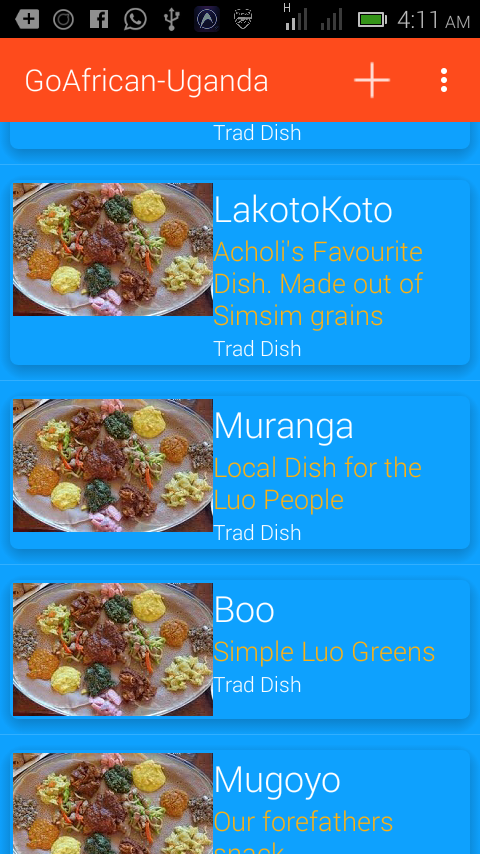 H
4:11 AM
GoAfrican-Uganda
Trad Dish
LakotoKoto
Acholi's Favourite
Dish. Made out of
Simsim grains
Trad Dish
Muranga
Local Dish for the
Luo People
Trad Dish
Boo
Simple Luo Greens
Trad Dish
Mugoyo
Our forefathers
snack